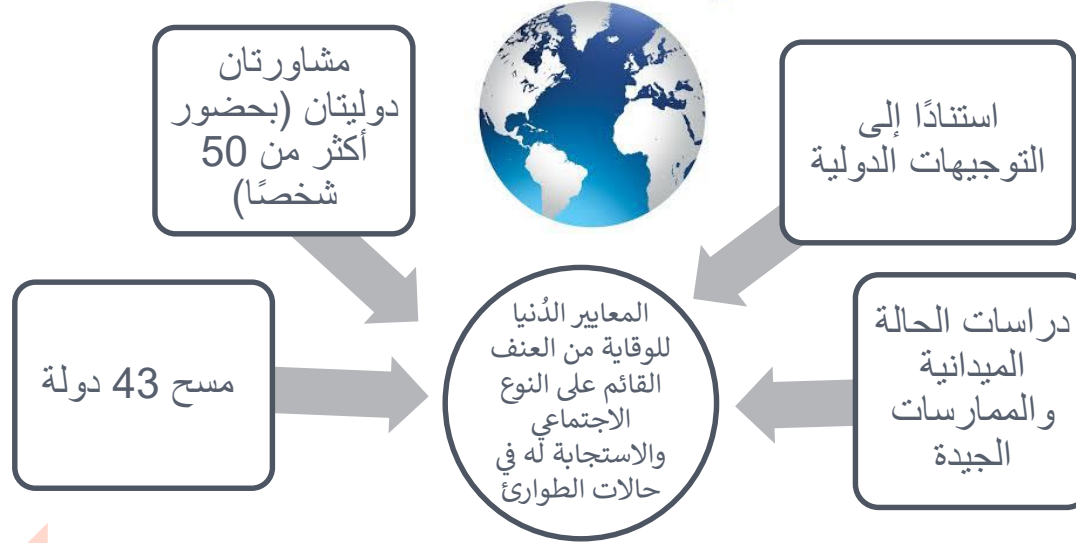 مشاورتان
دوليتان (بحضور
أكثر من 50
شخصًا)
استنادًا إلى
التوجيهات الدولية
مسح 43 دولة
المعايير الدُنيا
للوقاية من العنف
القائم على النوع
الاجتماعي
والاستجابة له في
حالات الطوارئ
دراسات الحالة
الميدانية
والممارسات
الجيدة